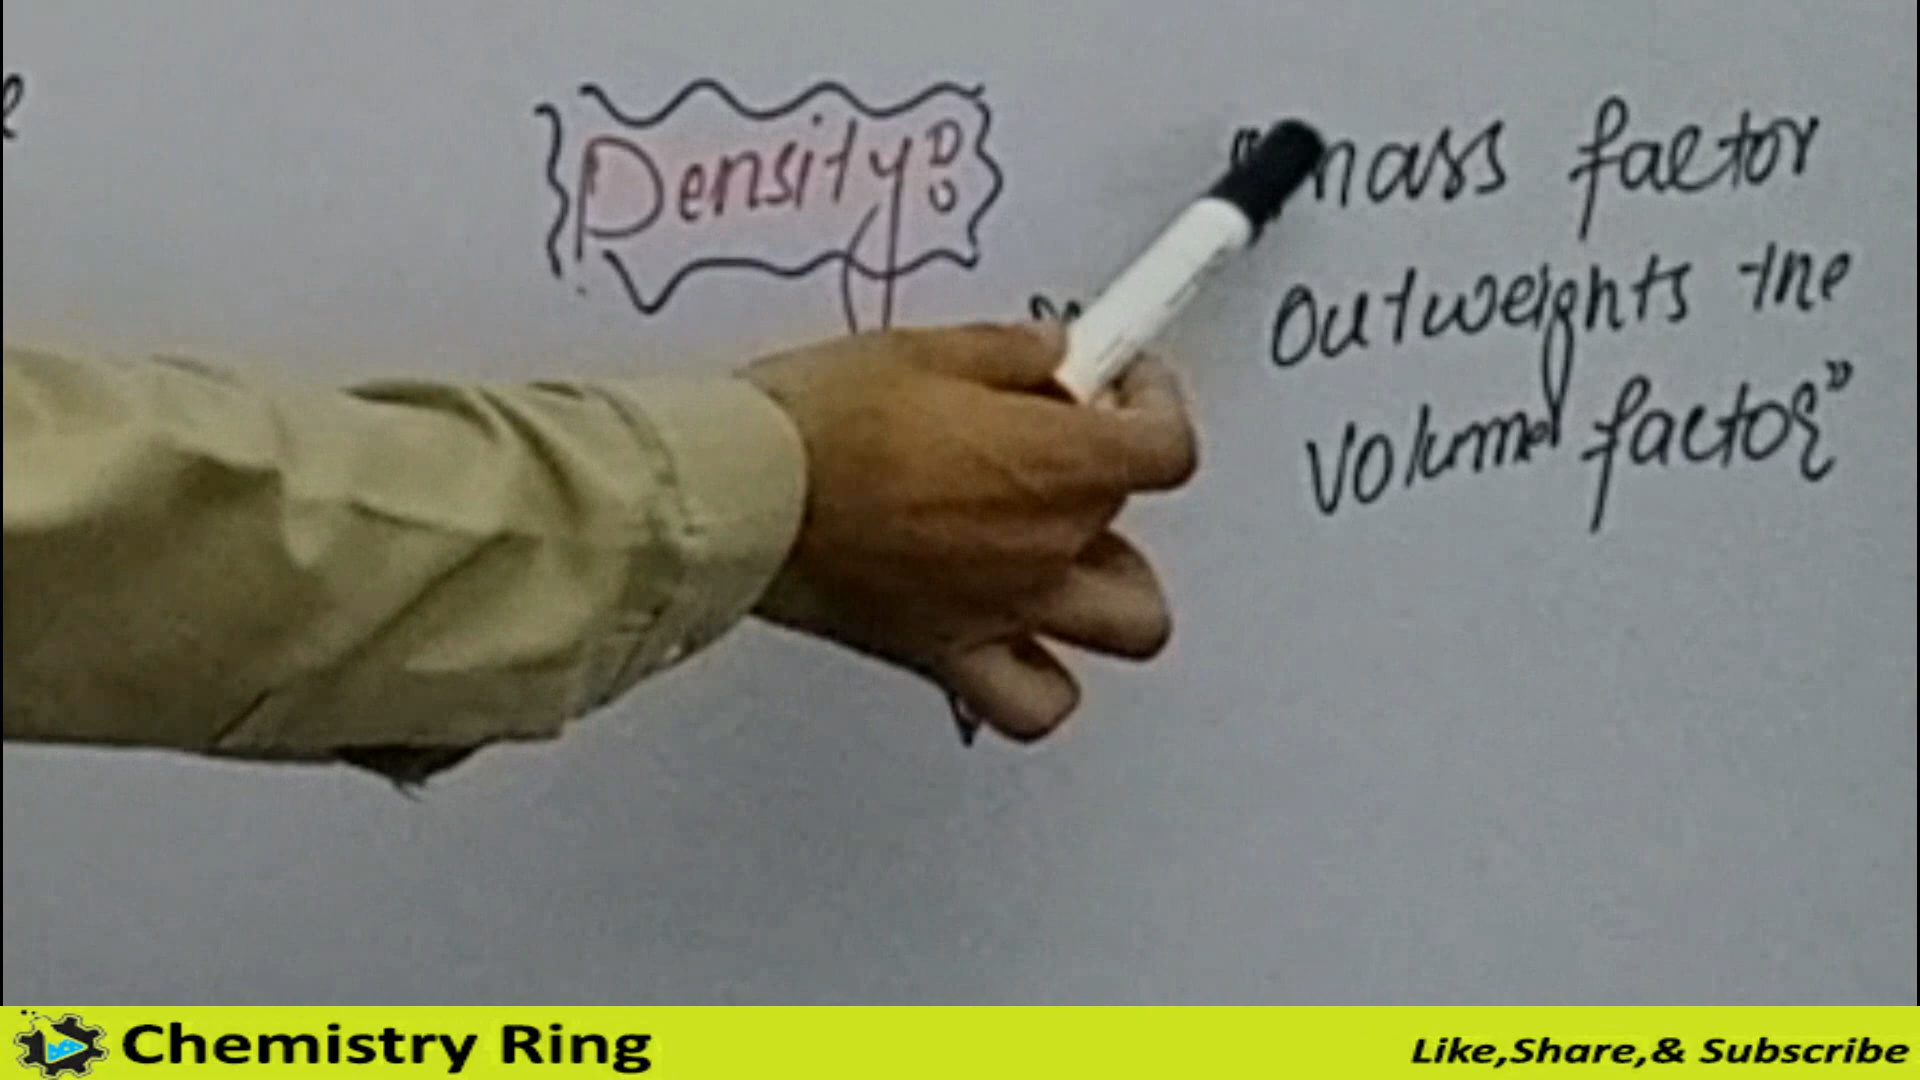 Density:
"mass factor
Outweights the
Volume factor"
Chemistry Ring
Like,Share,& Subscribe